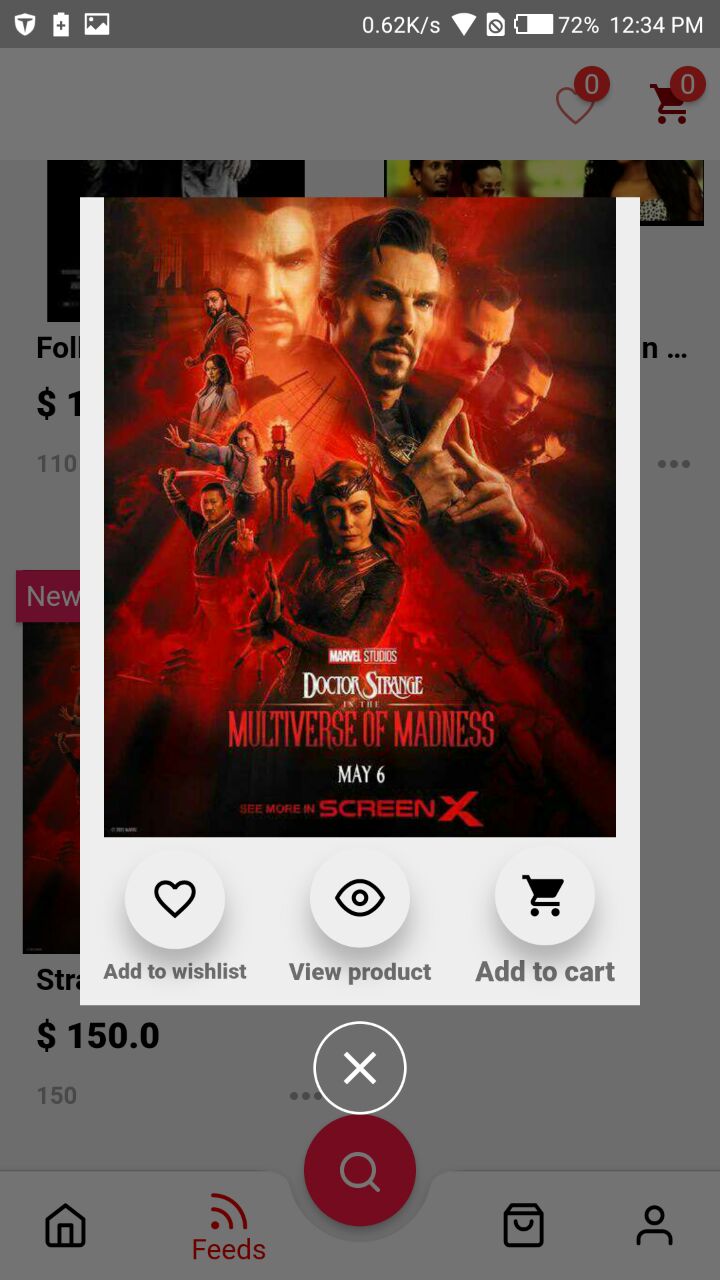 0.62K/s 72% 12:34 PM
0 0
Fol
n ...
$ 1
110
New
MARVEL STUDIOS
DOCTOR STRANGE
IN THE
MULTIVERSE OF MADNESS
MAY 6
SEE MORE IN SCREENX
Add to wishlist View product Add to cart
Stra
$ 150.0
150
Feeds